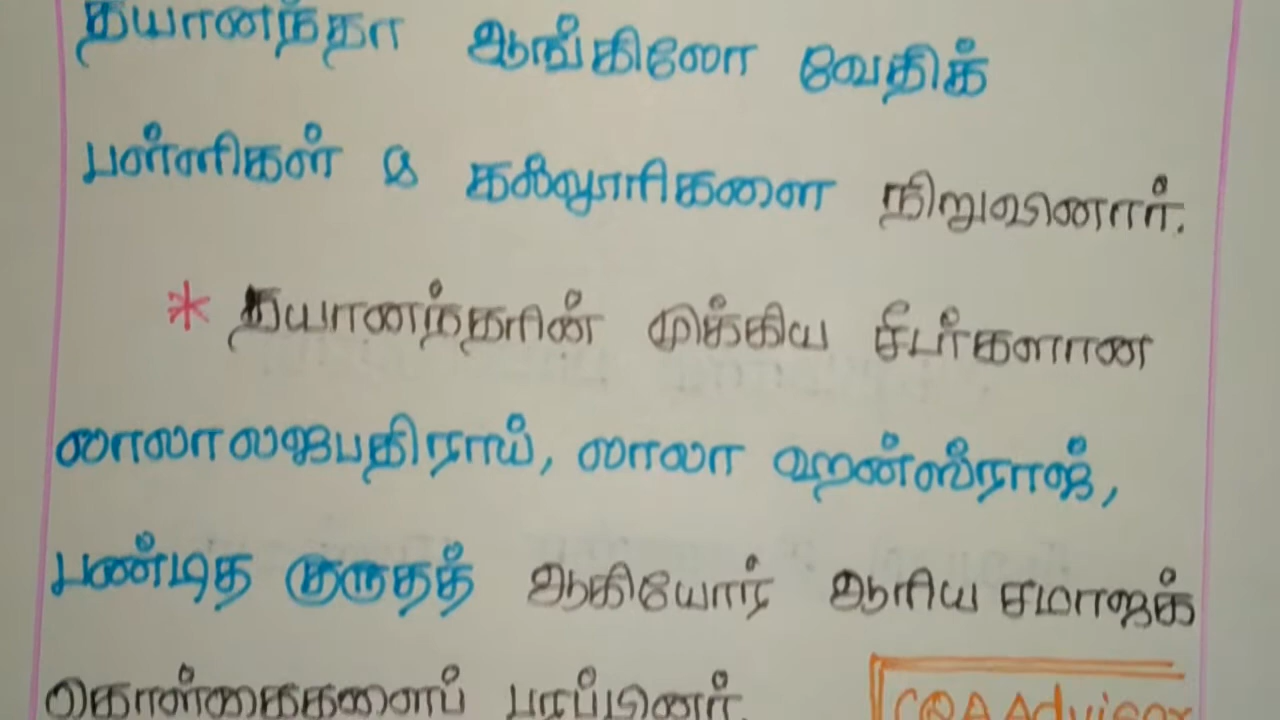 தயானந்தா ஆங்கிலோ வேதிக்
பள்ளிகள் & கல்லூரிகளை நிறுவினார்.
* தயானந்தரின் முக்கிய சீடர்களான
லாலா லஜபதிராய், லாலா ஹன்ஸ்ராஜ்,
பண்டித குருதத் ஆகியோர் ஆரிய சமாஜக்
கொள்கைகளைப் பரப்பினர்.